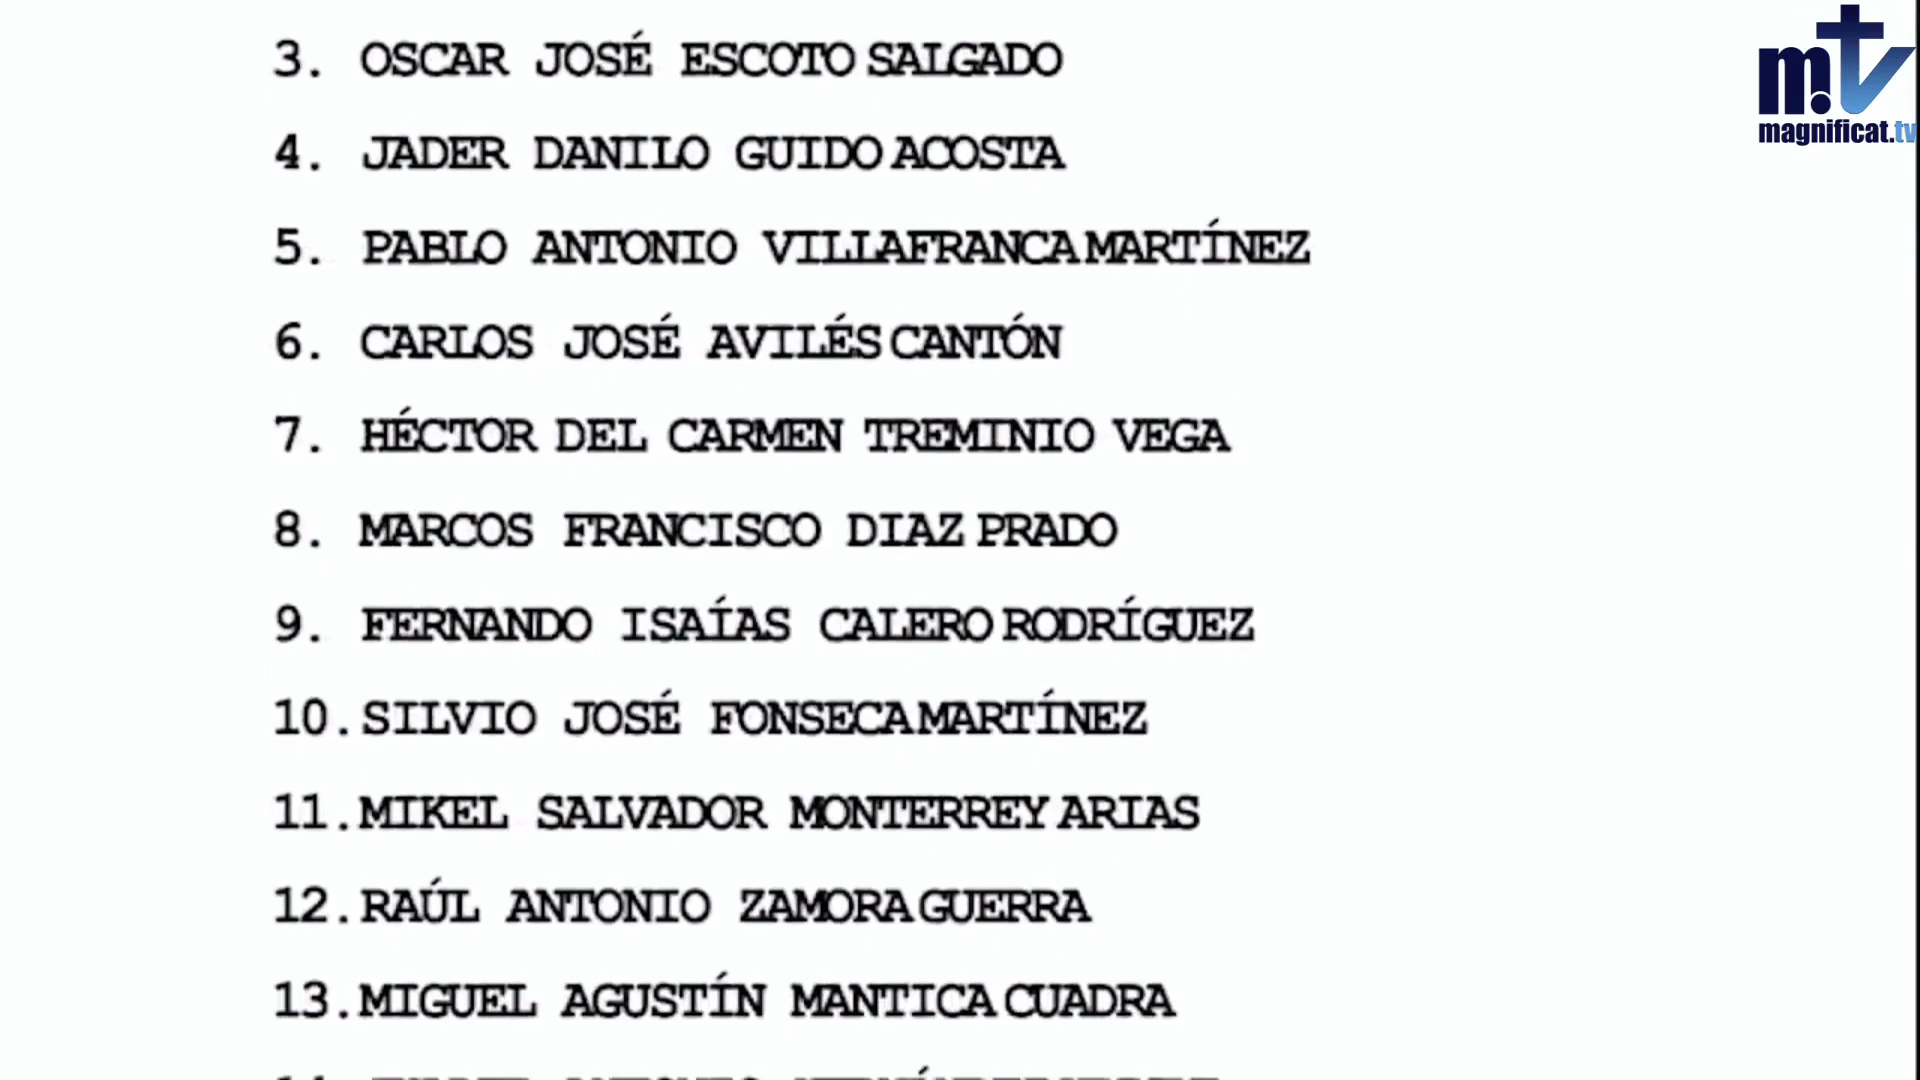 3. OSCAR JOSÉ ESCOTO SALGADO
4. JADER DANILO GUIDO ACOSTA
5. PABLO ANTONIO VILLAFRANCA MARTÍNEZ
6. CARLOS JOSÉ AVILÉS CANTÓN
7. HÉCTOR DEL CARMEN TREMINIO VEGA
8. MARCOS FRANCISCO DIAZ PRADO
9. FERNANDO ISAÍAS CALERO RODRÍGUEZ
10. SILVIO JOSÉ FONSECA MARTÍNEZ
11. MIKEL SALVADOR MONTERREY ARIAS
12. RAÚL ANTONIO ZAMORA GUERRA
13. MIGUEL AGUSTÍN MANTICA CUADRA
mtv
magnificat.tv